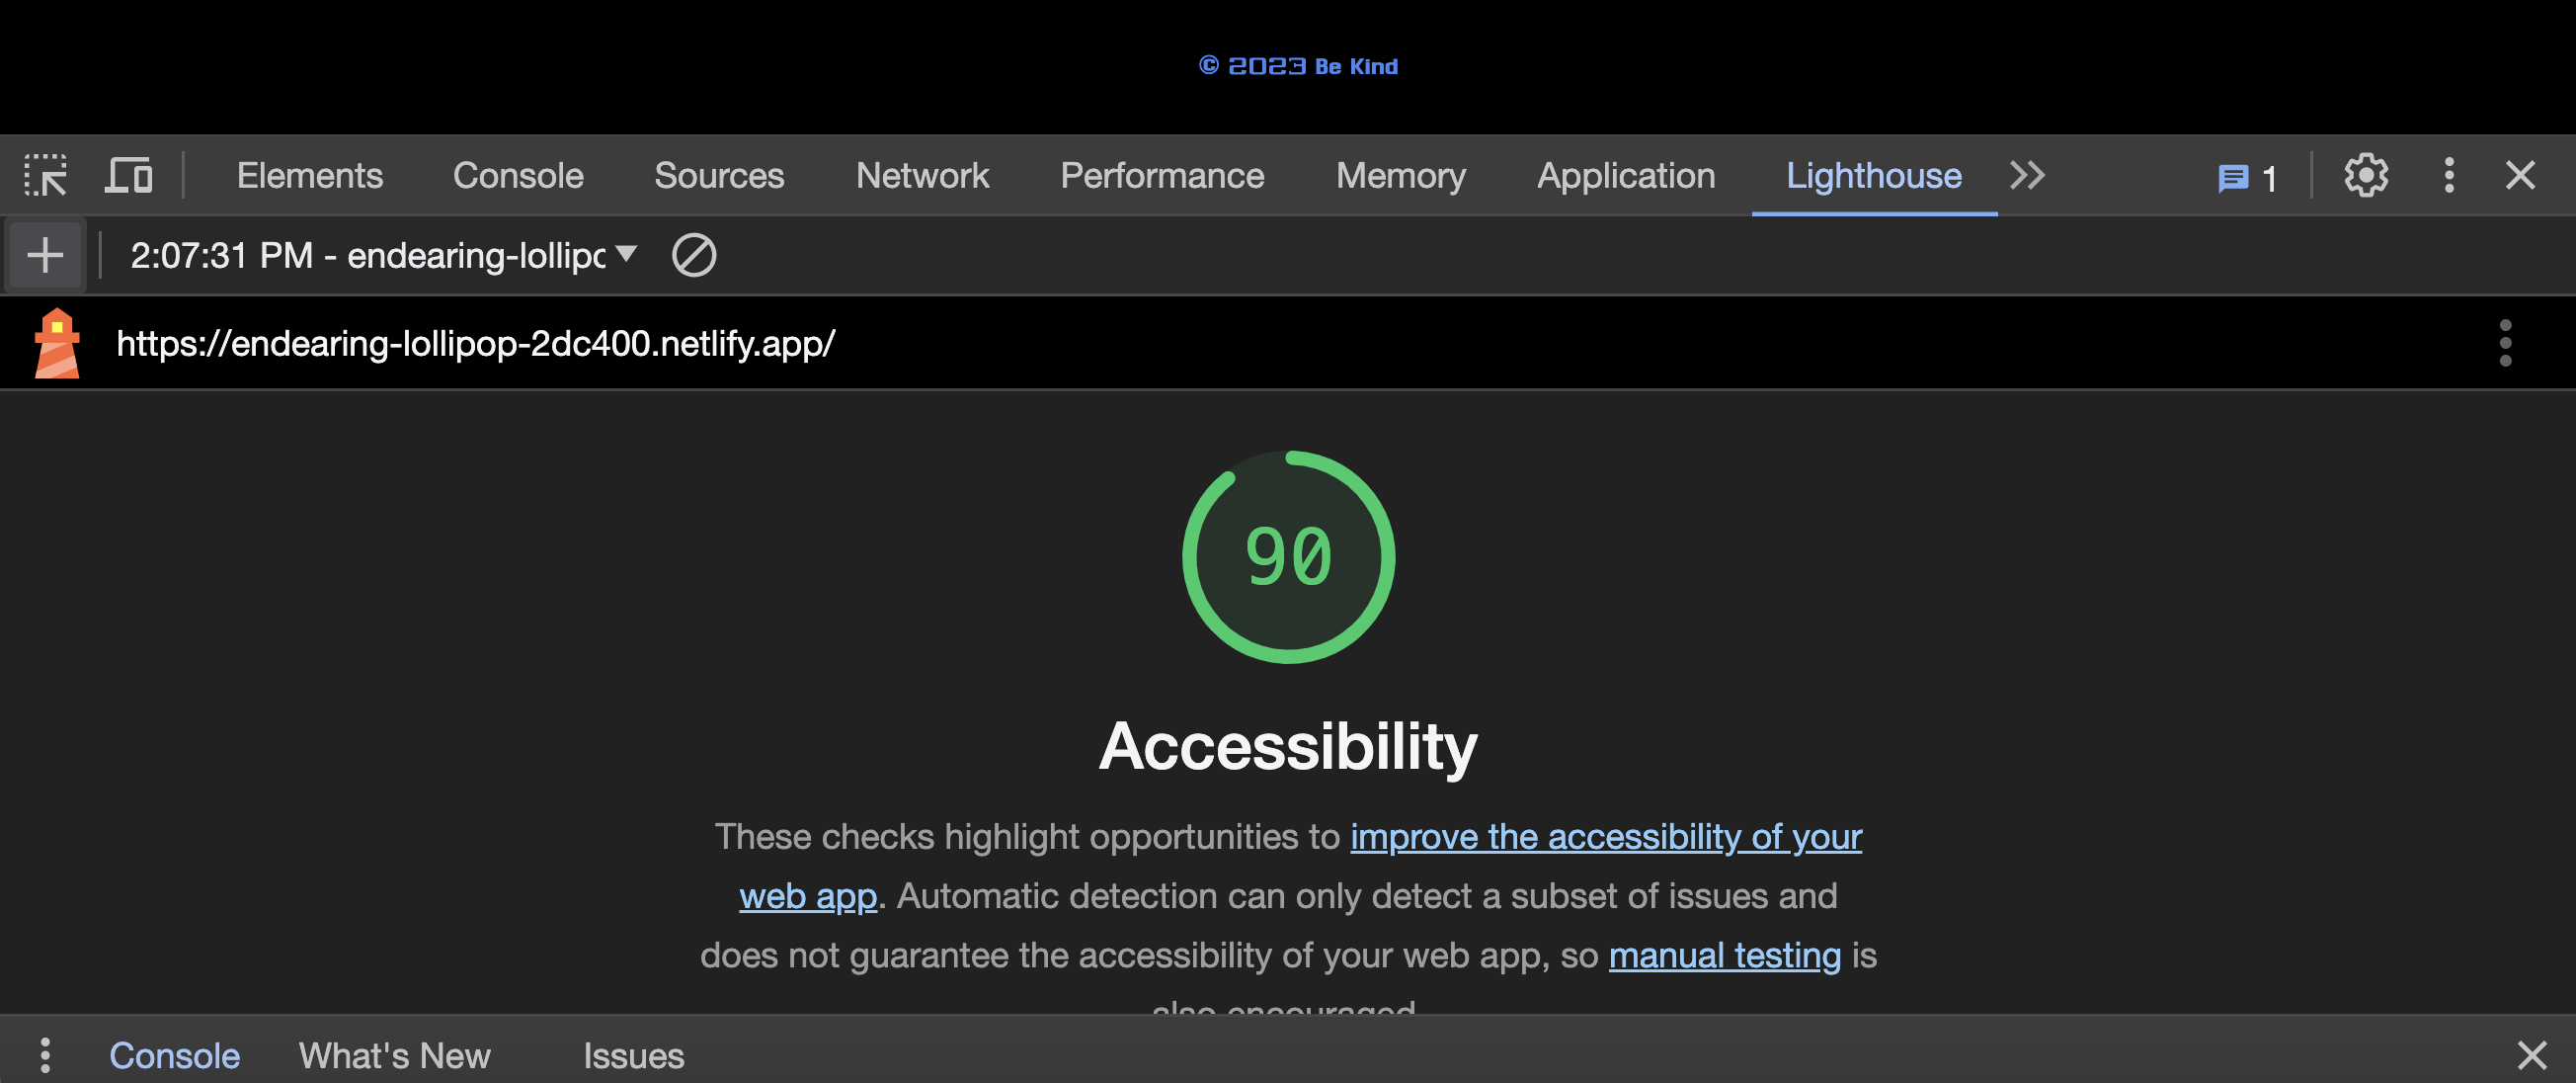 © 2023 Be Kind
Elements Console Sources Network Performance Memory Application Lighthouse 1
2:07:31 PM - endearing-lollipo
https://endearing-lollipop-2dc400.netlify.app/
90
Accessibility
These checks highlight opportunities to improve the accessibility of your
web app. Automatic detection can only detect a subset of issues and
does not guarantee the accessibility of your web app, so manual testing is
also encouraged
Console What's New Issues